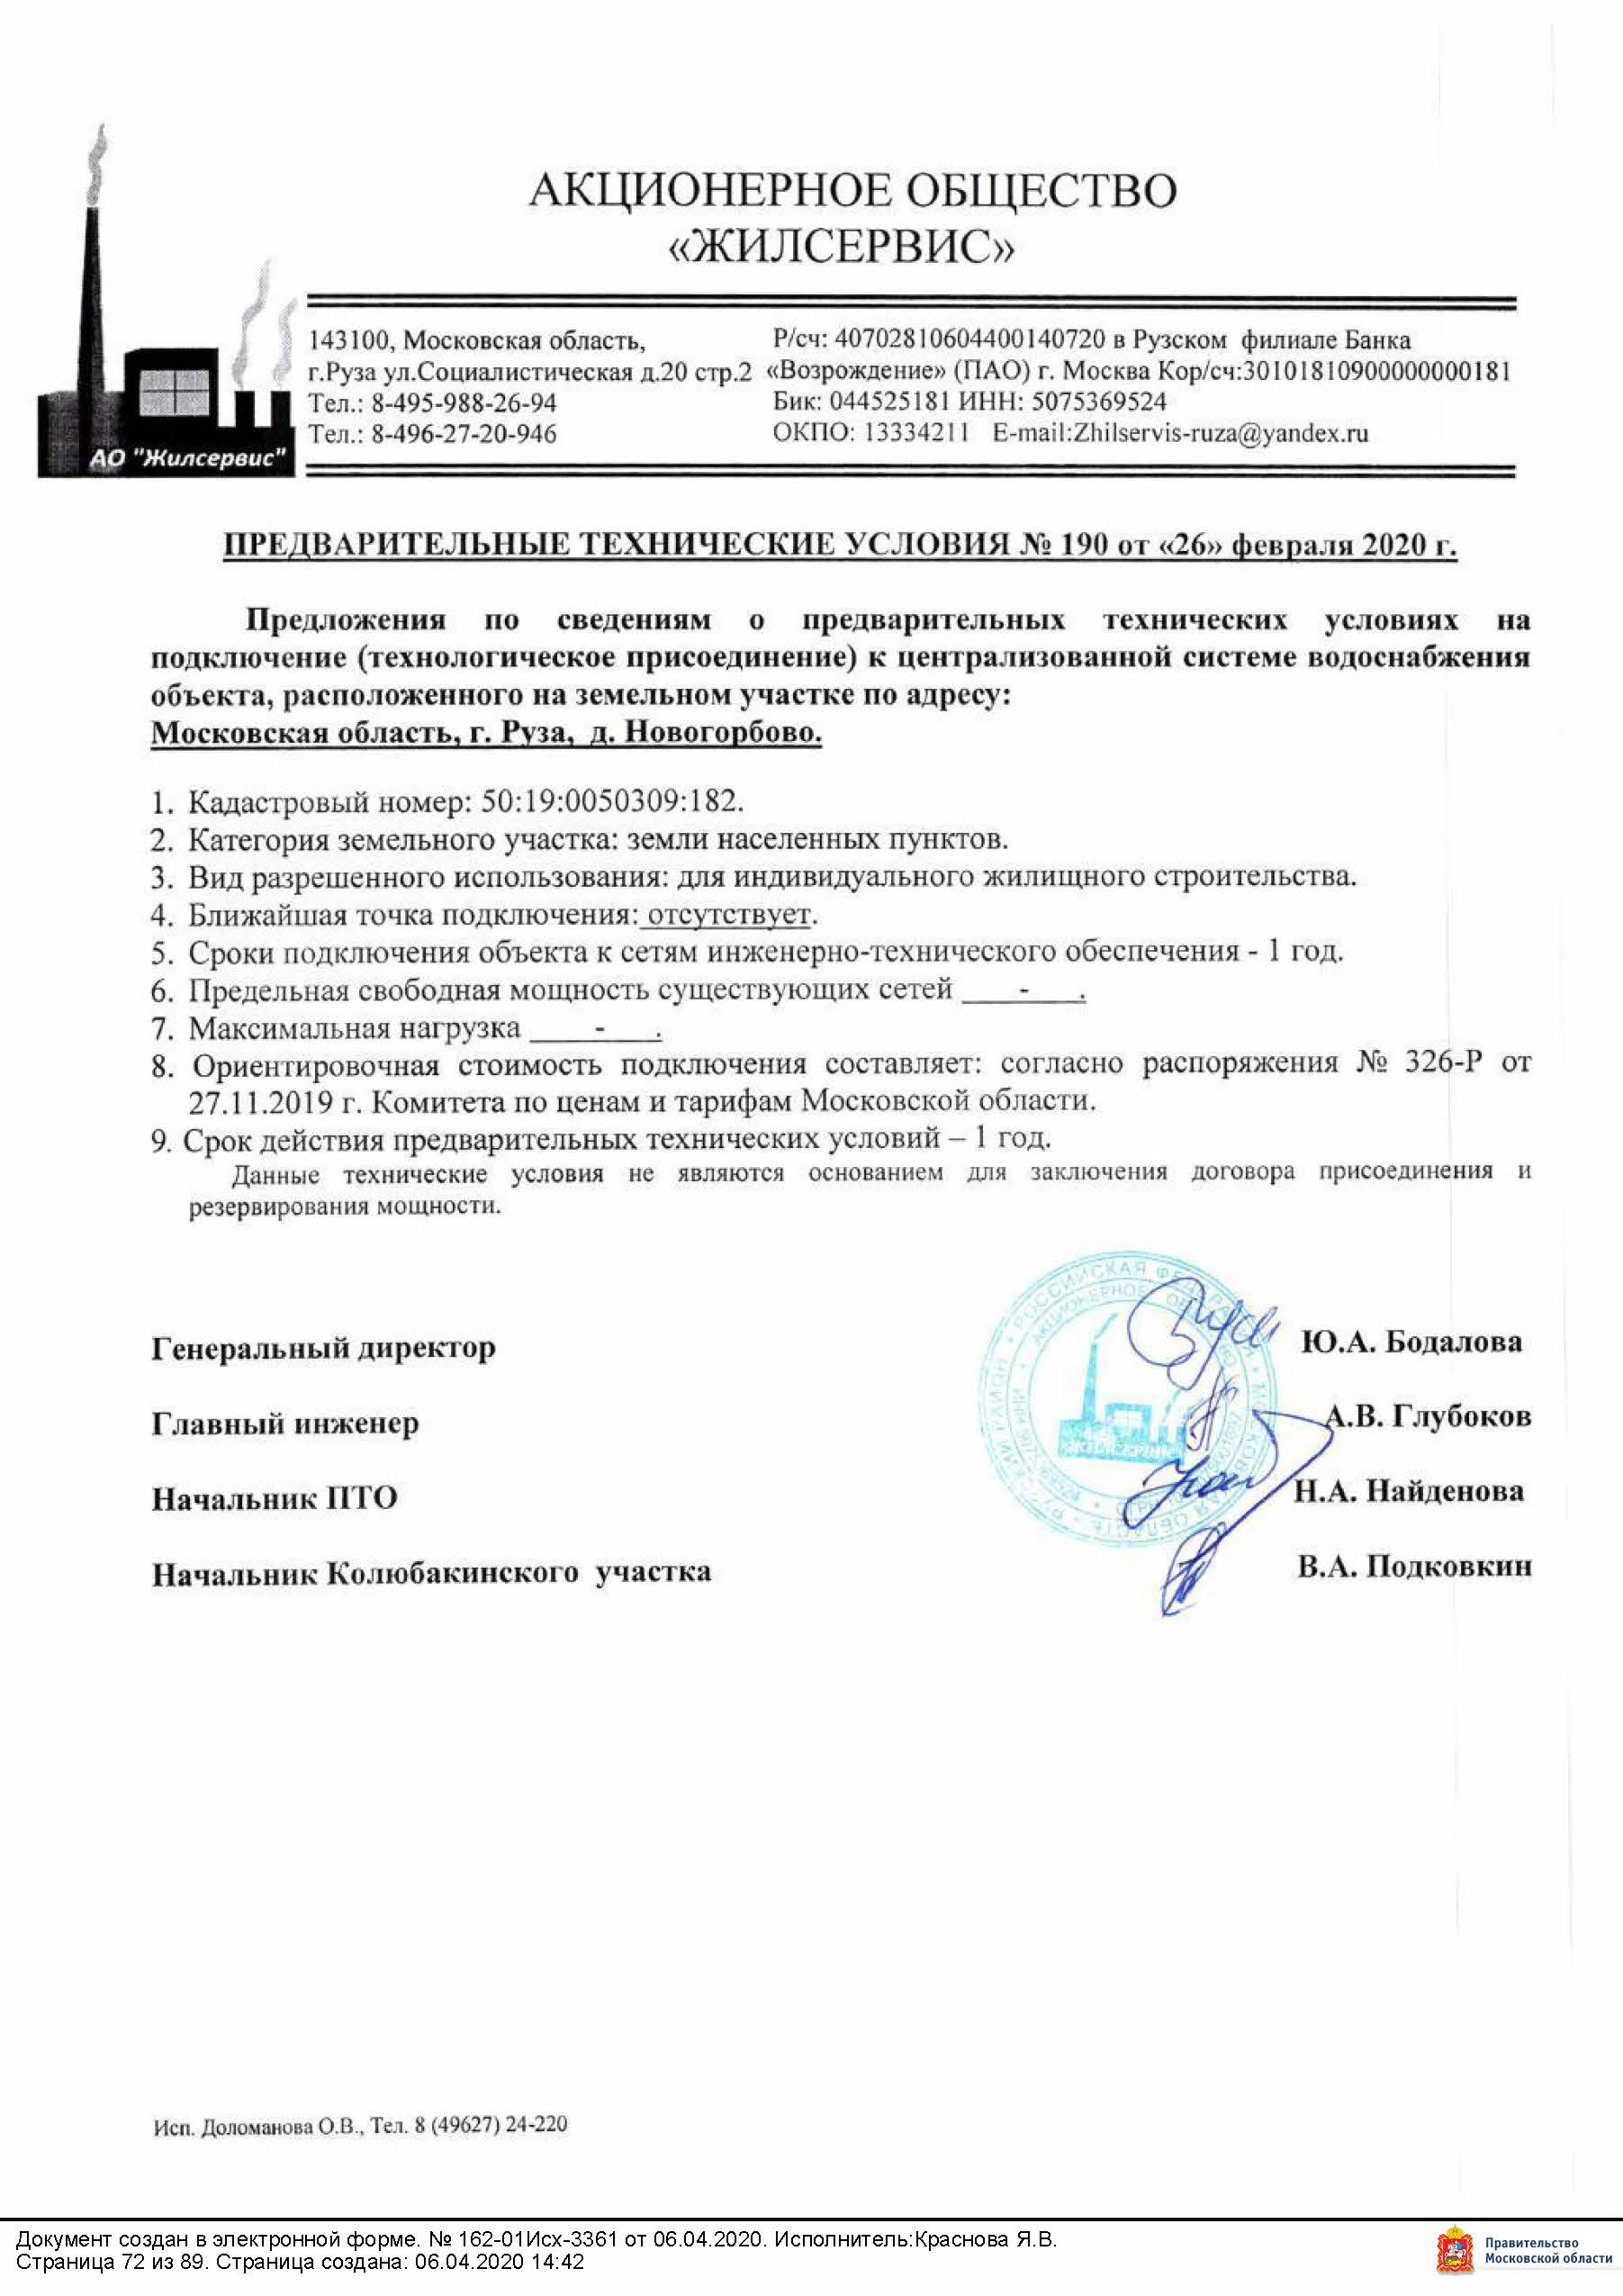 АКЦИОНЕРНОЕ ОБЩЕСТВО
«ЖИЛСЕРВИС»
АО "Жилсервис"
143100, Московская область,
г.Руза ул.Социалистическая д.20 стр.2
Тел.: 8-495-988-26-94
Тел.: 8-496-27-20-946
Р/сч: 40702810604400140720 в Рузском филиале Банка
«Возрождение» (ПАО) г. Москва Кор/сч:30101810900000000181
Бик: 044525181 ИНН: 5075369524
ОКПО: 13334211 E-mail:Zhilservis-ruza@yandex.ru
ПРЕДВАРИТЕЛЬНЫЕ ТЕХНИЧЕСКИЕ УСЛОВИЯ № 190 от «26» февраля 2020 г.
Предложения по сведениям о предварительных технических условиях на
подключение (технологическое присоединение) к централизованной системе водоснабжения
объекта, расположенного на земельном участке по адресу:
Московская область, г. Руза, д. Новогорбово.
1. Кадастровый номер: 50:19:0050309:182.
2. Категория земельного участка: земли населенных пунктов.
3. Вид разрешенного использования: для индивидуального жилищного строительства.
4. Ближайшая точка подключения: отсутствует.
5. Сроки подключения объекта к сетям инженерно-технического обеспечения - 1 год.
6. Предельная свободная мощность существующих сетей ____-____.
7. Максимальная нагрузка ____-____.
8. Ориентировочная стоимость подключения составляет: согласно распоряжения № 326-Р от
27.11.2019 г. Комитета по ценам и тарифам Московской области.
9. Срок действия предварительных технических условий – 1 год.
Данные технические условия не являются основанием для заключения договора присоединения и
резервирования мощности.
Генеральный директор Ю.А. Бодалова
Главный инженер А.В. Глубоков
Начальник ПТО Н.А. Найденова
Начальник Колюбакинского участка В.А. Подковкин
РОССИЙСКАЯ ФЕДЕРАЦИЯ
МОСКОВСКАЯ ОБЛАСТЬ
АКЦИОНЕРНОЕ
ЖИЛСЕРВИС
Исп. Доломанова О.В., Тел. 8 (49627) 24-220
Документ создан в электронной форме. № 162-01Исх-3361 от 06.04.2020. Исполнитель:Краснова Я.В.
Страница 72 из 89. Страница создана: 06.04.2020 14:42
Правительство
Московской области